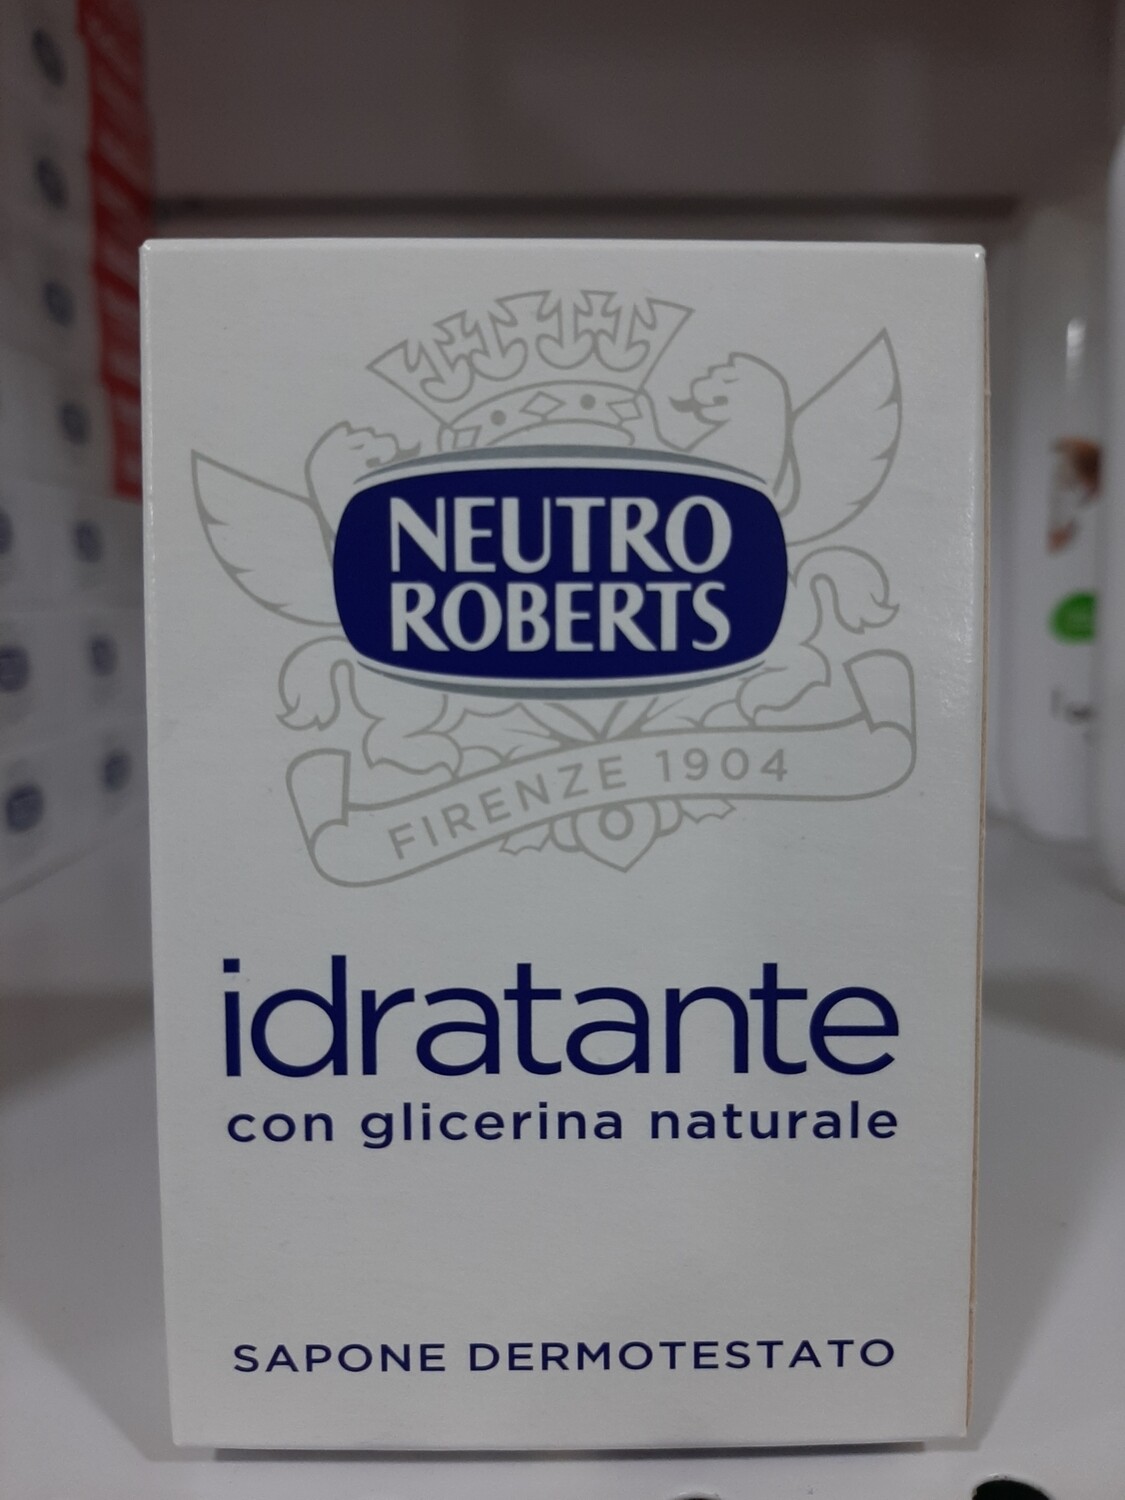 NEUTRO
ROBERTS
FIRENZE 1904
idratante
con glicerina naturale
SAPONE DERMOTESTATO